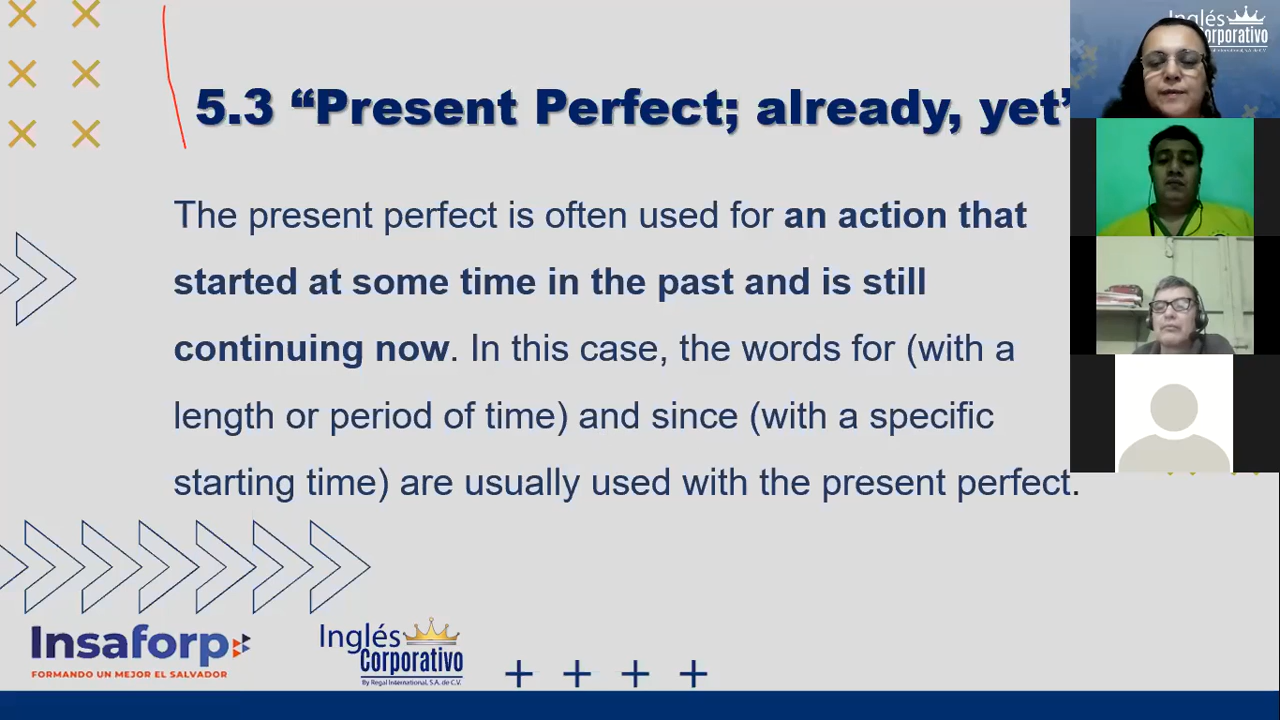 5.3 “Present Perfect; already, yet”
The present perfect is often used for an action that
started at some time in the past and is still
continuing now. In this case, the words for (with a
length or period of time) and since (with a specific
starting time) are usually used with the present perfect.
Insaforp
FORMANDO UN MEJOR EL SALVADOR
Inglés
Corporativo
By Regal International, S.A. de C.V.
Inglés
Corporativo